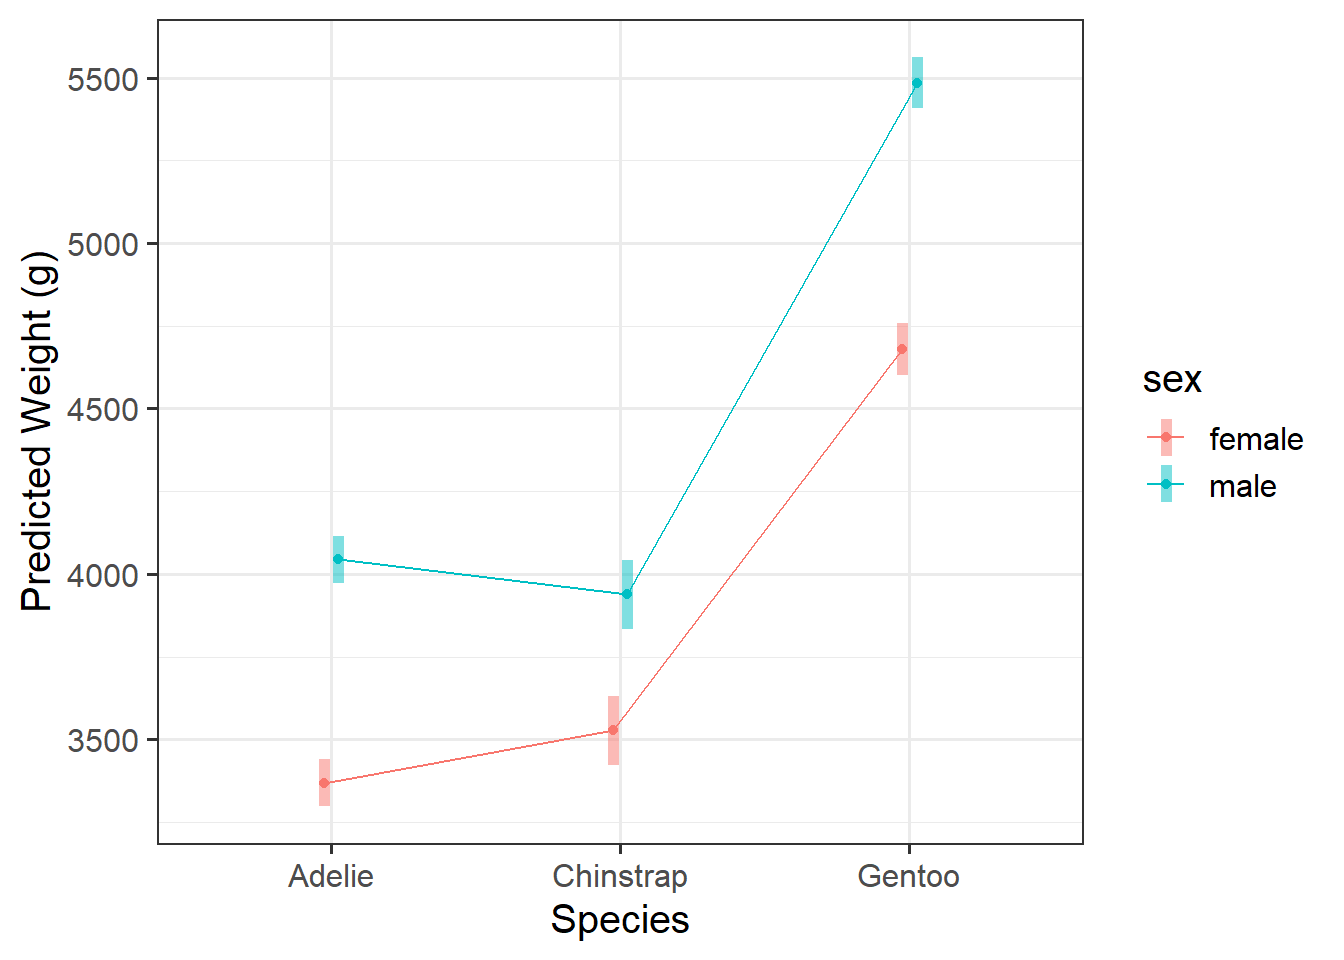 Predicted Weight (g)
5500
5000
4500
4000
3500
Adelie
Chinstrap
Gentoo
Species
sex
female
male